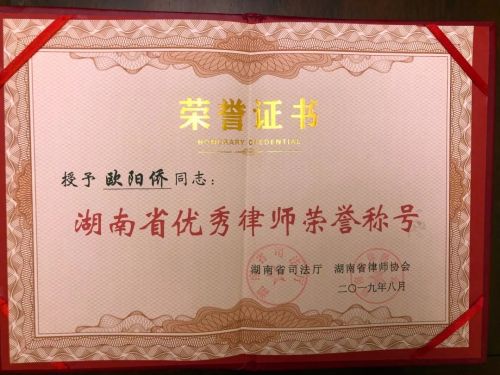 荣誉证书
HONORARY CREDENTIAL
授予 欧阳侨 同志：
湖南省优秀律师荣誉称号
湖南省司法厅 湖南省律师协会
二〇一九年八月